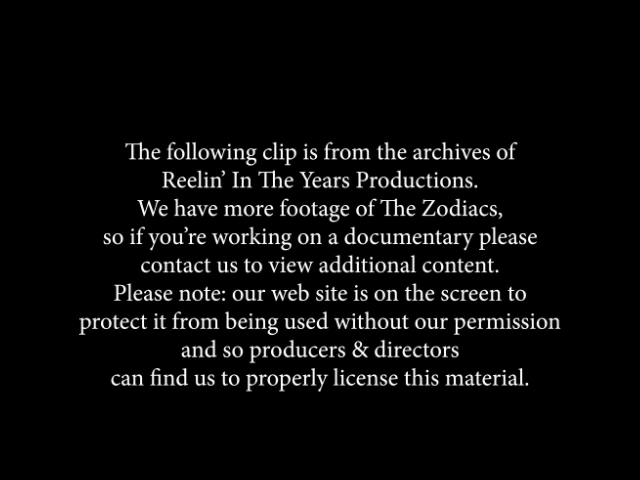 The following clip is from the archives of
Reelin’ In The Years Productions.
We have more footage of The Zodiacs,
so if you’re working on a documentary please
contact us to view additional content.
Please note: our web site is on the screen to
protect it from being used without our permission
and so producers & directors
can find us to properly license this material.